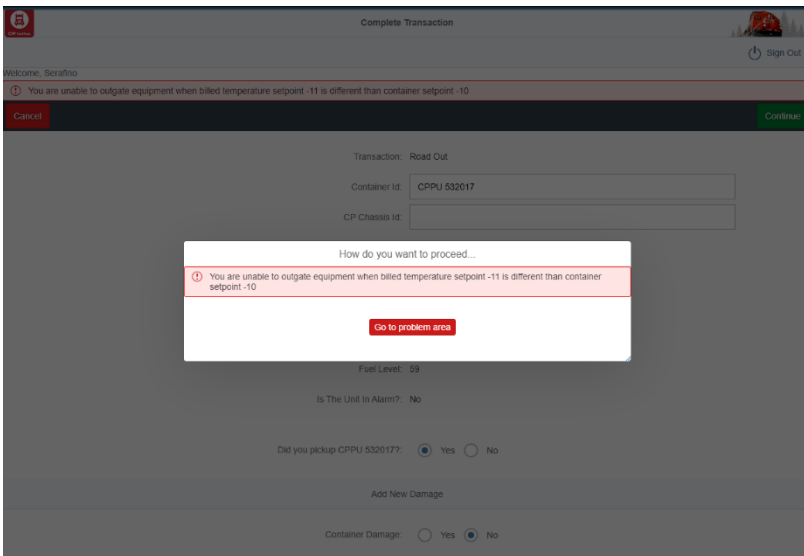 Complete Transaction
Sign Out
Welcome, Serafino
You are unable to outgate equipment when billed temperature setpoint -11 is different than container setpoint -10
Cancel
Continue
Transaction: Road Out
Container Id: CPPU 532017
CP Chassis Id:
How do you want to proceed...
You are unable to outgate equipment when billed temperature setpoint -11 is different than container
setpoint -10
Go to problem area
Fuel Level: 59
Is The Unit In Alarm?: No
Did you pickup CPPU 532017?: Yes No
Add New Damage
Container Damage: Yes No